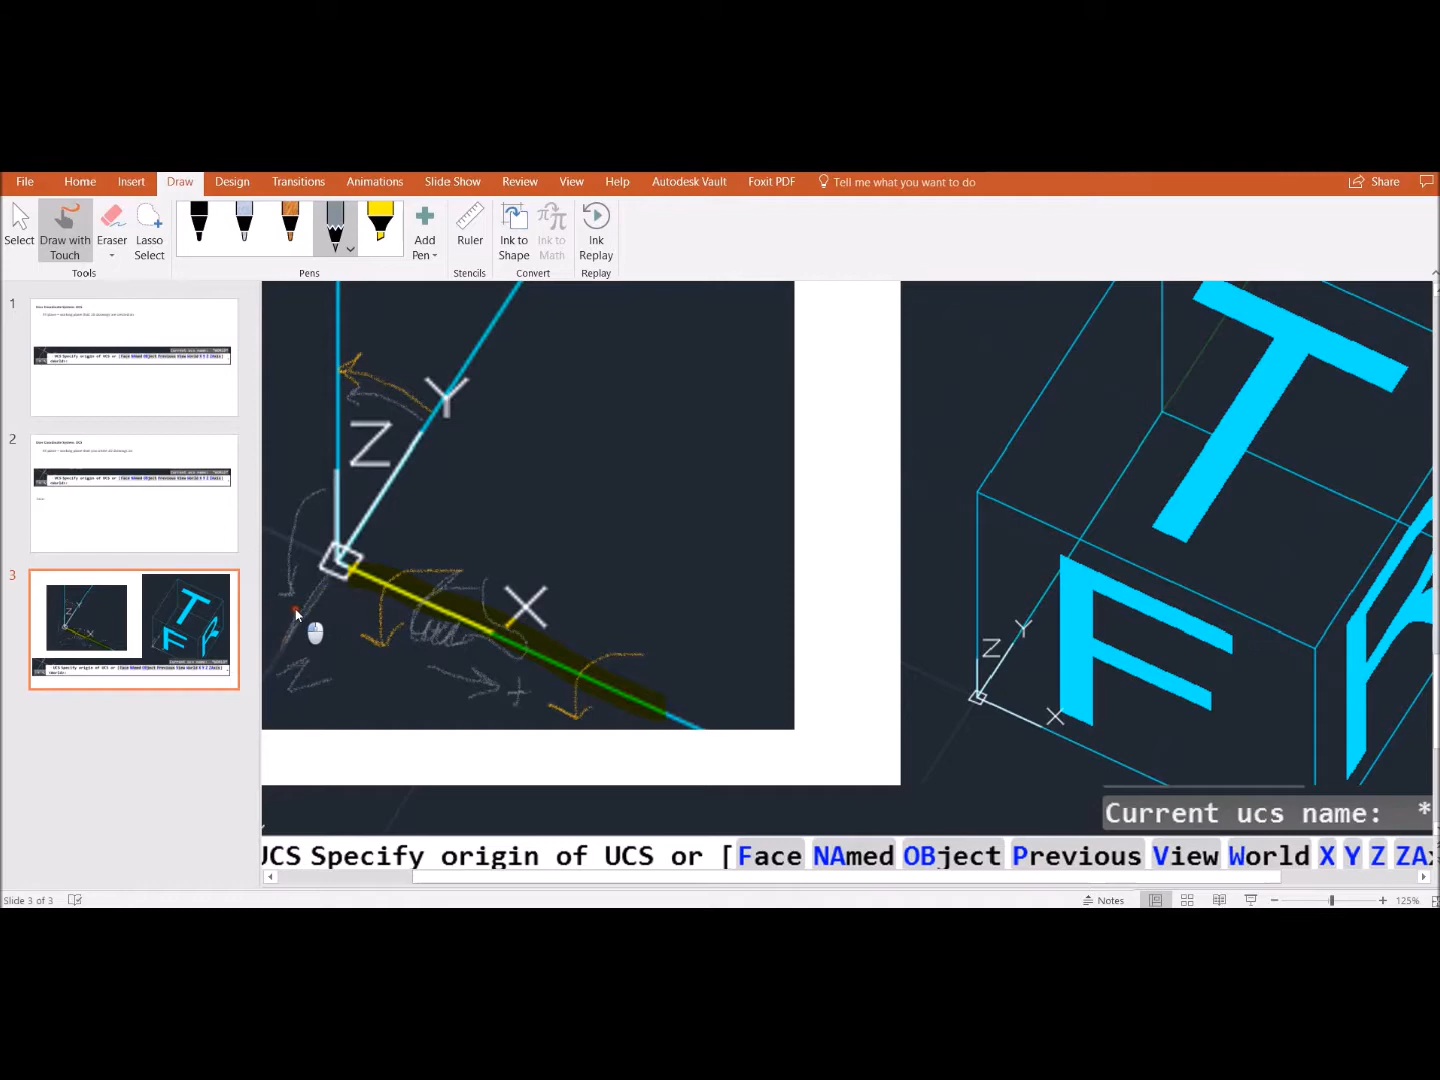 File Home Insert Draw Design Transitions Animations Slide Show Review View Help Autodesk Vault Foxit PDF Tell me what you want to do Share
Select Draw with Touch Eraser Lasso Select Add Pen Ruler Ink to Shape Ink to Math Ink Replay
Tools Pens Stencils Convert Replay
1
2
3
Y
Z
X
+
Z
T
F
A
Y
Z
X
Current ucs name: *
UCS Specify origin of UCS or [Face NAmed OBject Previous View World X Y Z ZAx
Slide 3 of 3 Notes 125%